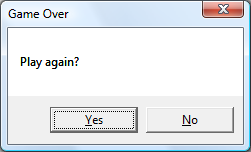 Game Over
Play again?
Yes
No